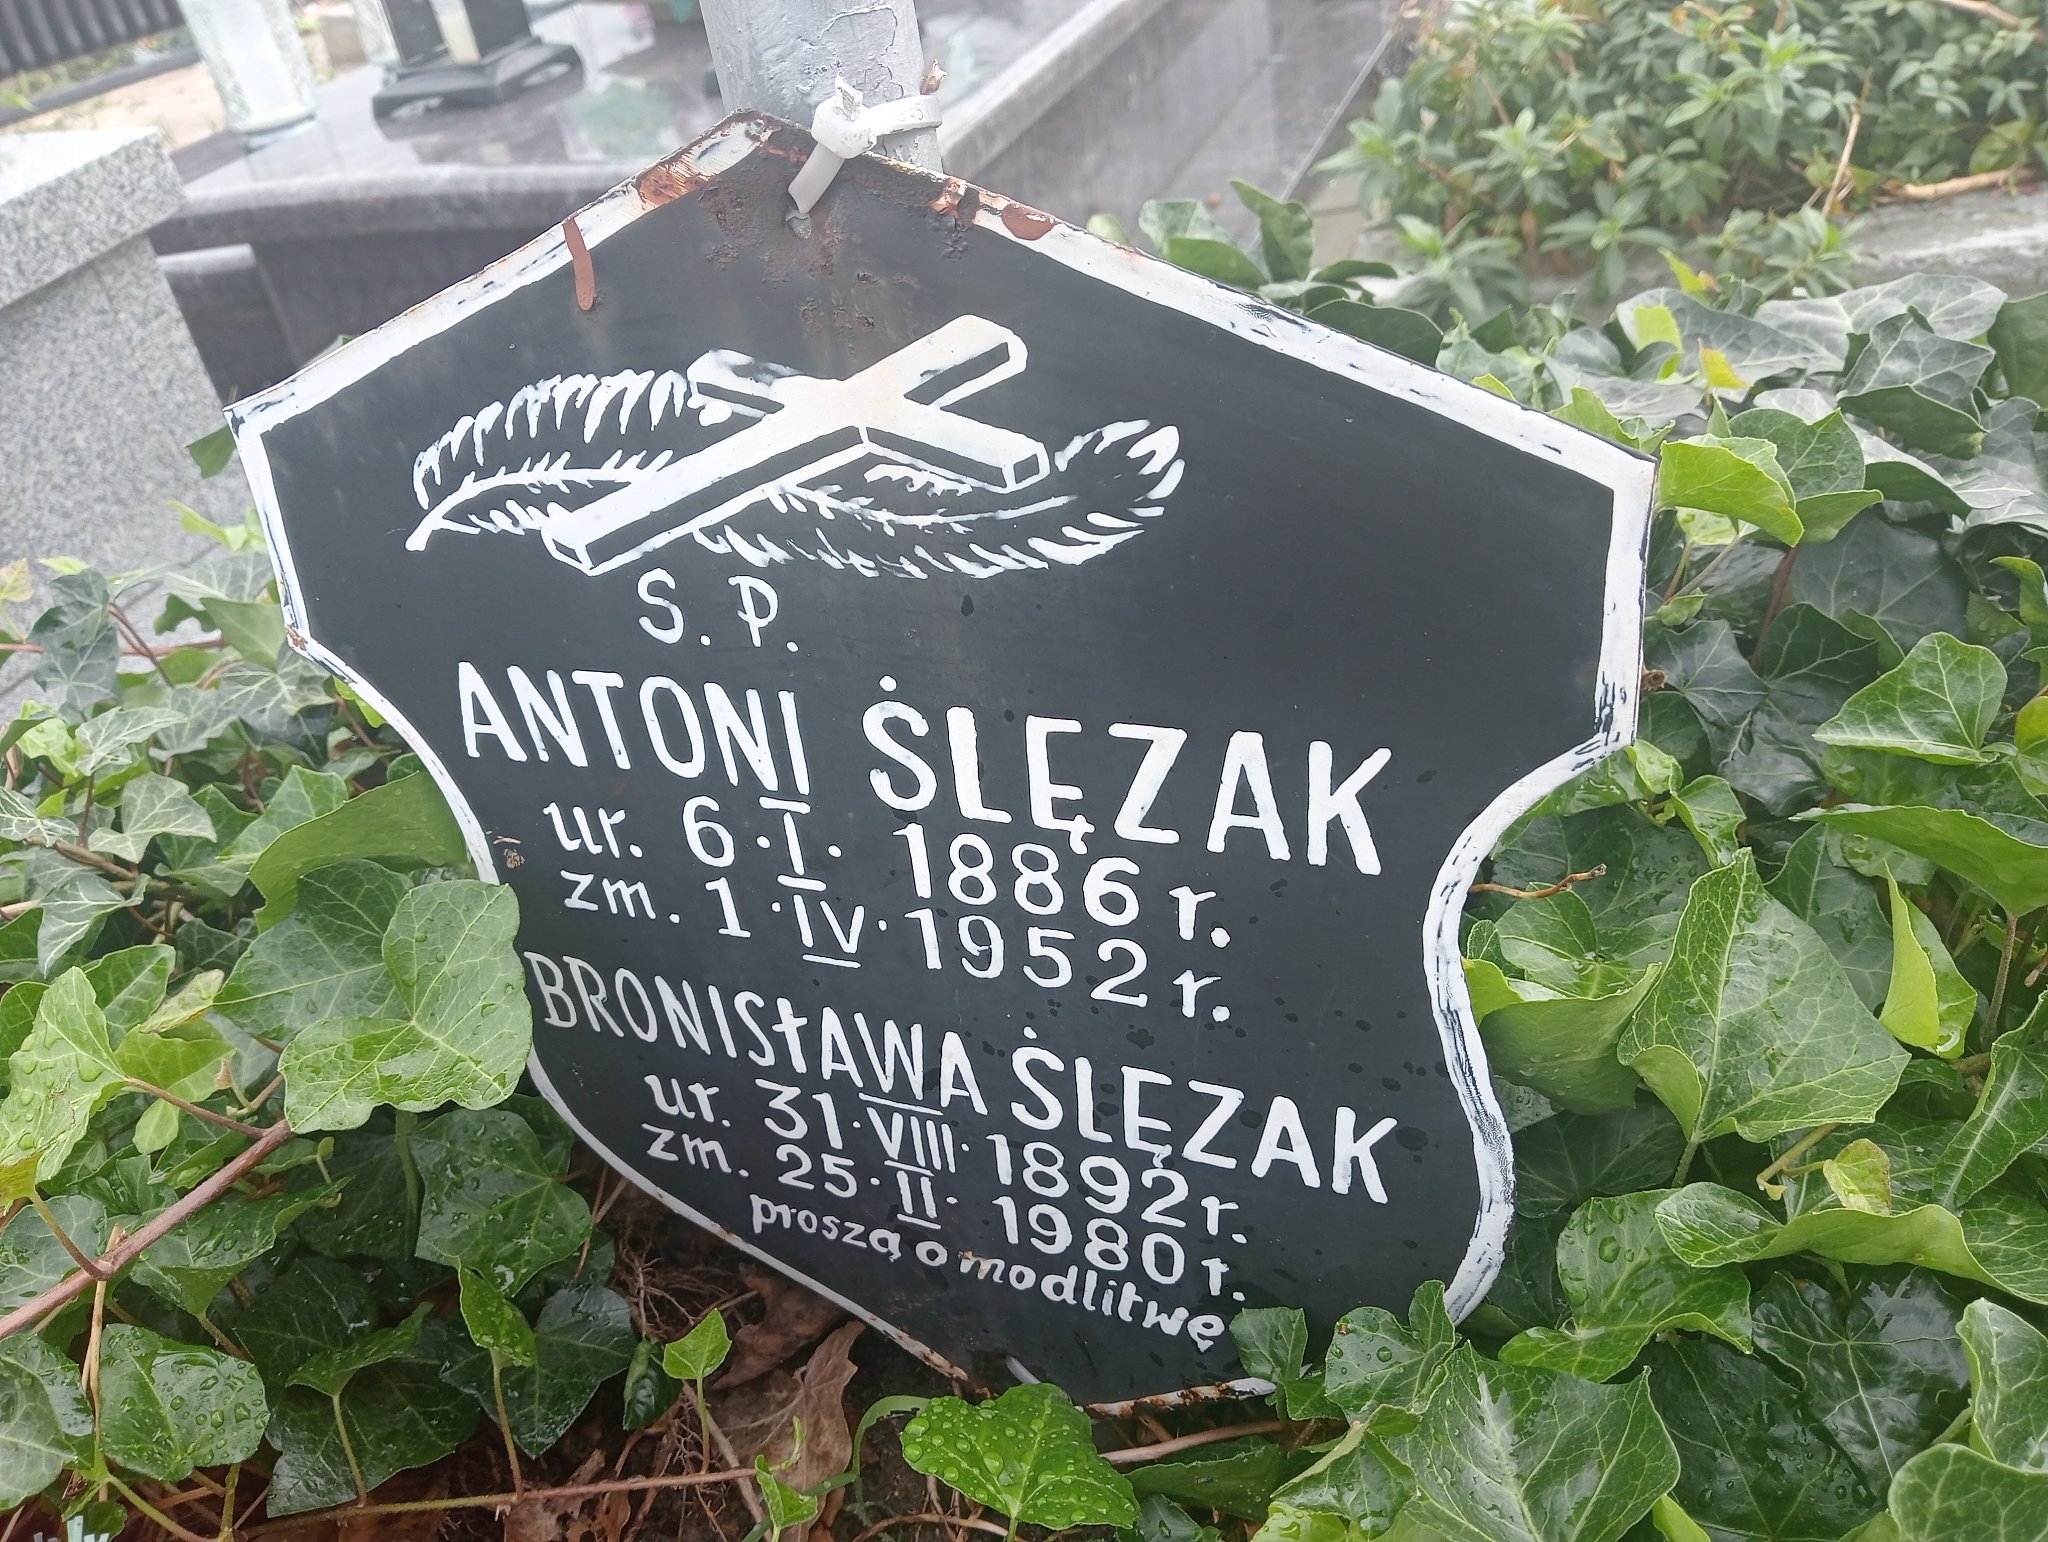 S. P.
ANTONI ŚLĘZAK
ur. 6·I· 1886 r.
zm. 1·IV·1952 r.
BRONISŁAWA ŚLĘZAK
ur. 31·VIII·1892 r.
zm. 25·II· 1980 r.
proszą o modlitwę